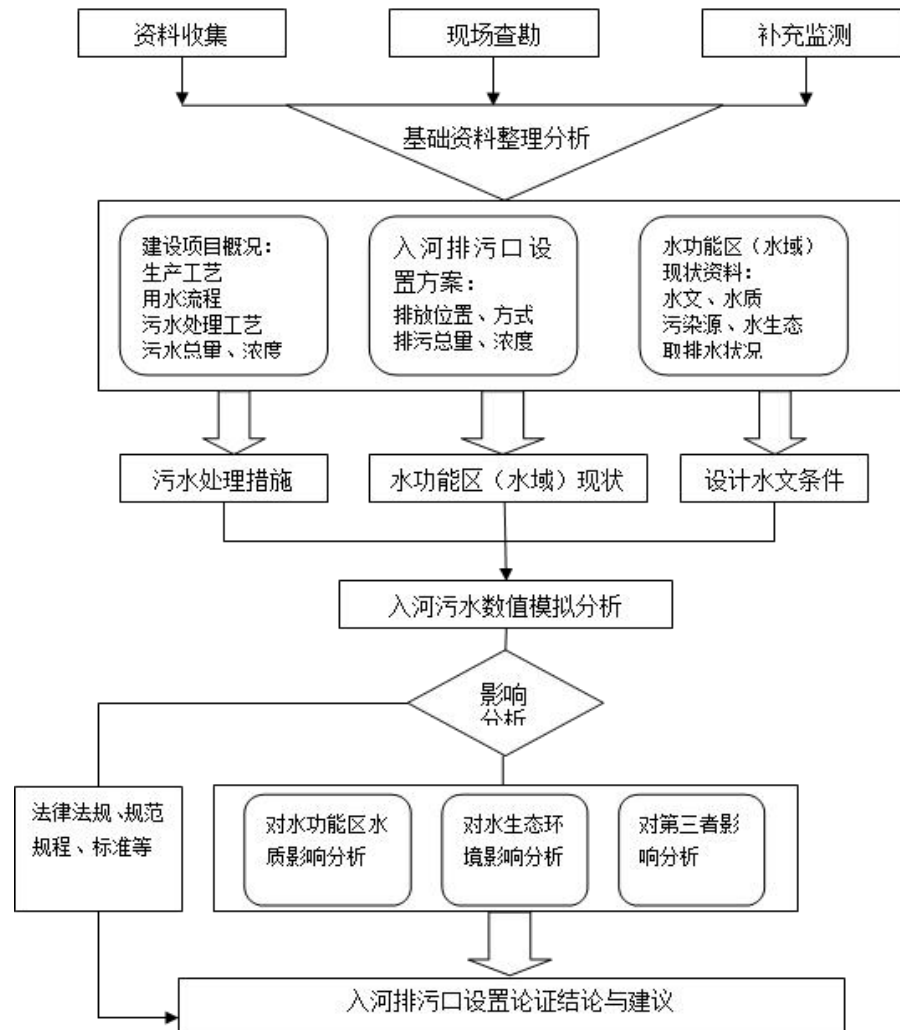 资料收集
现场查勘
补充监测
基础资料整理分析
建设项目概况：
生产工艺
用水流程
污水处理工艺
污水总量、浓度
入河排污口设
置方案：
排放位置、方式
排污总量、浓度
水功能区（水域）
现状资料：
水文、水质
污染源、水生态
取排水状况
污水处理措施
水功能区（水域）现状
设计水文条件
入河污水数值模拟分析
影响
分析
法律法规、规范
规程、标准等
对水功能区水
质影响分析
对水生态环
境影响分析
对第三者影
响分析
入河排污口设置论证结论与建议